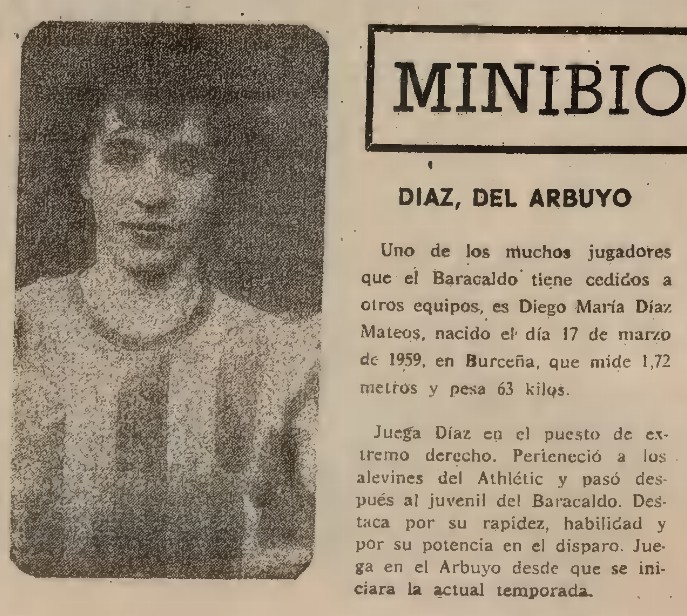 MINIBIO
DIAZ, DEL ARBUYO
Uno de los muchos jugadores
que el Baracaldo tiene cedidos a
otros equipos, es Diego María Díaz
Mateos, nacido el día 17 de marzo
de 1959, en Burceña, que mide 1,72
metros y pesa 63 kilos.
Juega Díaz en el puesto de ex-
tremo derecho. Perteneció a los
alevines del Athlétic y pasó des-
pués al juvenil del Baracaldo. Des-
taca por su rapidez, habilidad y
por su potencia en el disparo. Jue-
ga en el Arbuyo desde que se ini-
ciara la actual temporada.